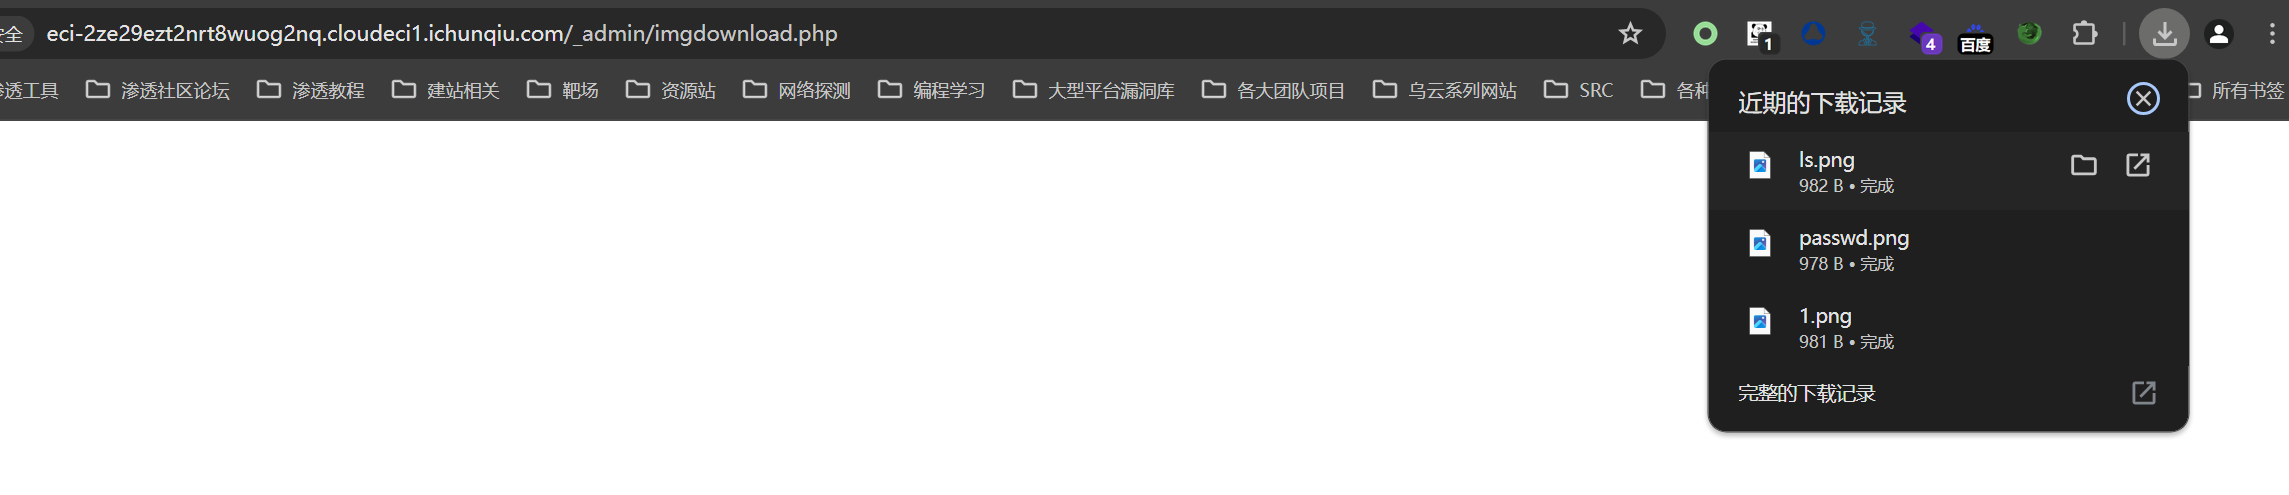 安全 eci-2ze29ezt2nrt8wuog2nq.cloudeci1.ichunqiu.com/_admin/imgdownload.php 1 4 百度
渗透工具 渗透社区论坛 渗透教程 建站相关 靶场 资源站 网络探测 编程学习 大型平台漏洞库 各大团队项目 乌云系列网站 SRC 各种 所有书签
近期的下载记录
ls.png
982 B • 完成
passwd.png
978 B • 完成
1.png
981 B • 完成
完整的下载记录